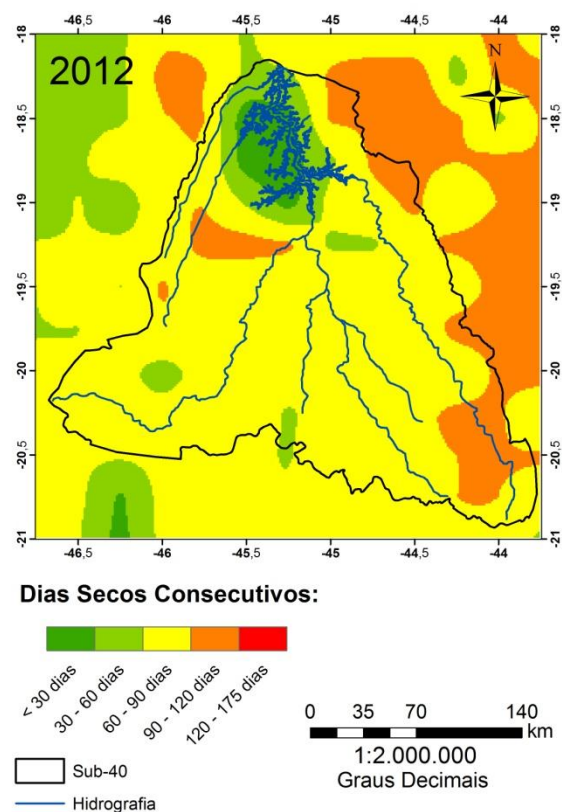 -46,5 -46 -45,5 -45 -44,5 -44
-18
-18
2012
N
-18,5
-18,5
-19
-19
-19,5
-19,5
-20
-20
-20,5
-20,5
-21
-21
-46,5 -46 -45,5 -45 -44,5 -44
Dias Secos Consecutivos:
< 30 dias
30 - 60 dias
60 - 90 dias
90 - 120 dias
120 - 175 dias
0 35 70 140
km
1:2.000.000
Graus Decimais
Sub-40
Hidrografia